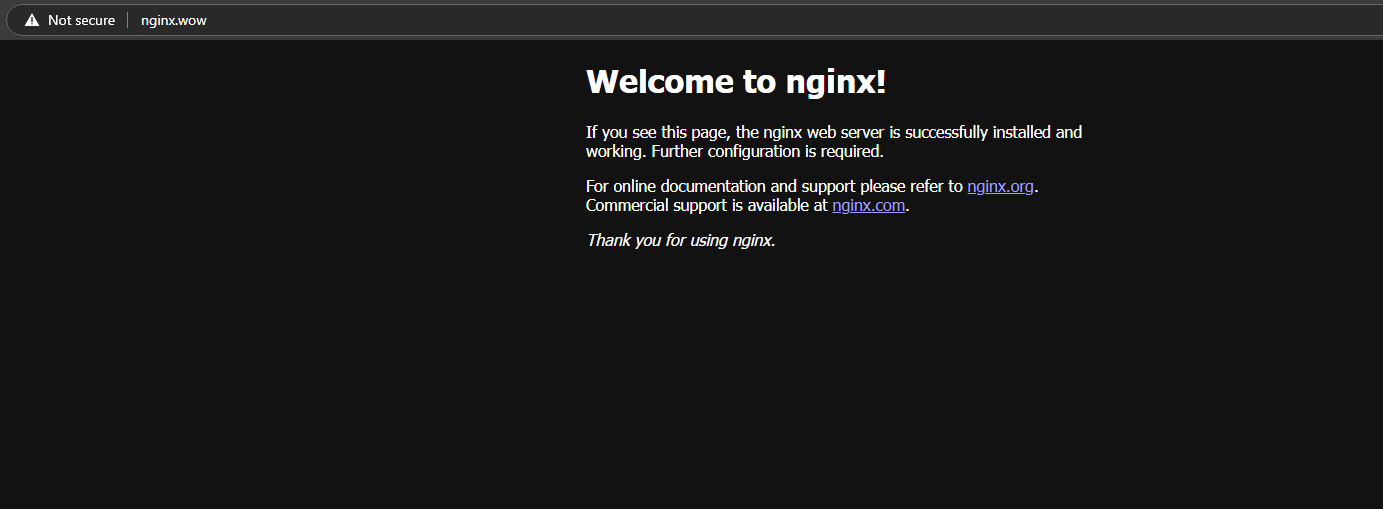 Not secure
nginx.wow
Welcome to nginx!
If you see this page, the nginx web server is successfully installed and
working. Further configuration is required.
For online documentation and support please refer to nginx.org.
Commercial support is available at nginx.com.
Thank you for using nginx.